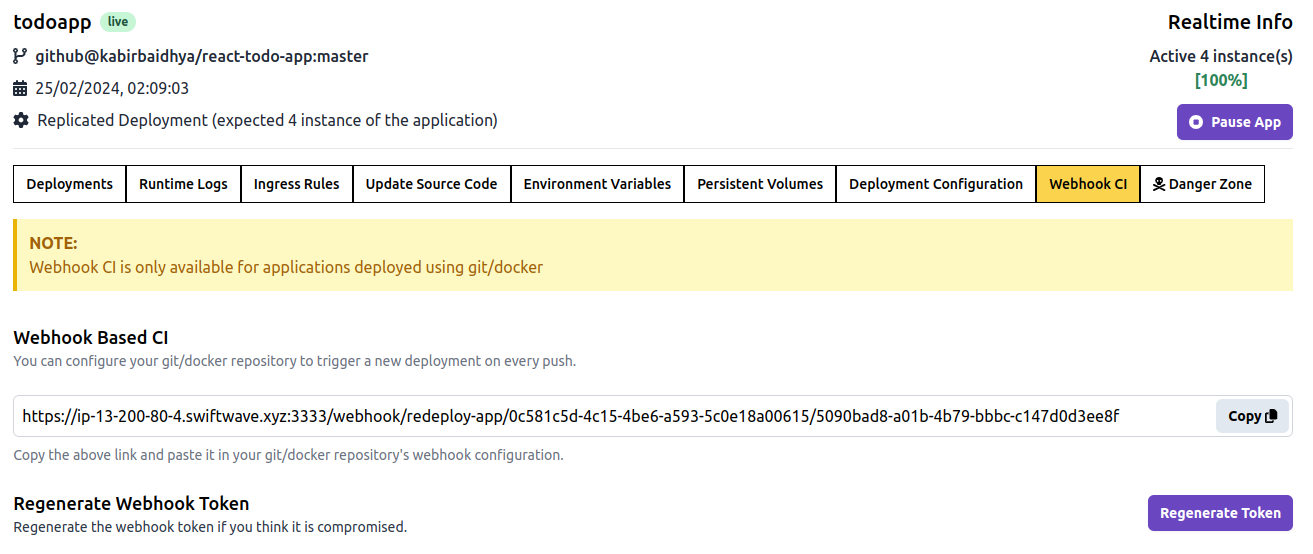 todoapp live
Realtime Info
github@kabirbaidhya/react-todo-app:master
Active 4 instance(s)
[100%]
25/02/2024, 02:09:03
Replicated Deployment (expected 4 instance of the application)
Pause App
Deployments Runtime Logs Ingress Rules Update Source Code Environment Variables Persistent Volumes Deployment Configuration Webhook CI Danger Zone
NOTE:
Webhook CI is only available for applications deployed using git/docker
Webhook Based CI
You can configure your git/docker repository to trigger a new deployment on every push.
https://ip-13-200-80-4.swiftwave.xyz:3333/webhook/redeploy-app/0c581c5d-4c15-4be6-a593-5c0e18a00615/5090bad8-a01b-4b79-bbbc-c147d0d3ee8f Copy
Copy the above link and paste it in your git/docker repository's webhook configuration.
Regenerate Webhook Token
Regenerate the webhook token if you think it is compromised.
Regenerate Token